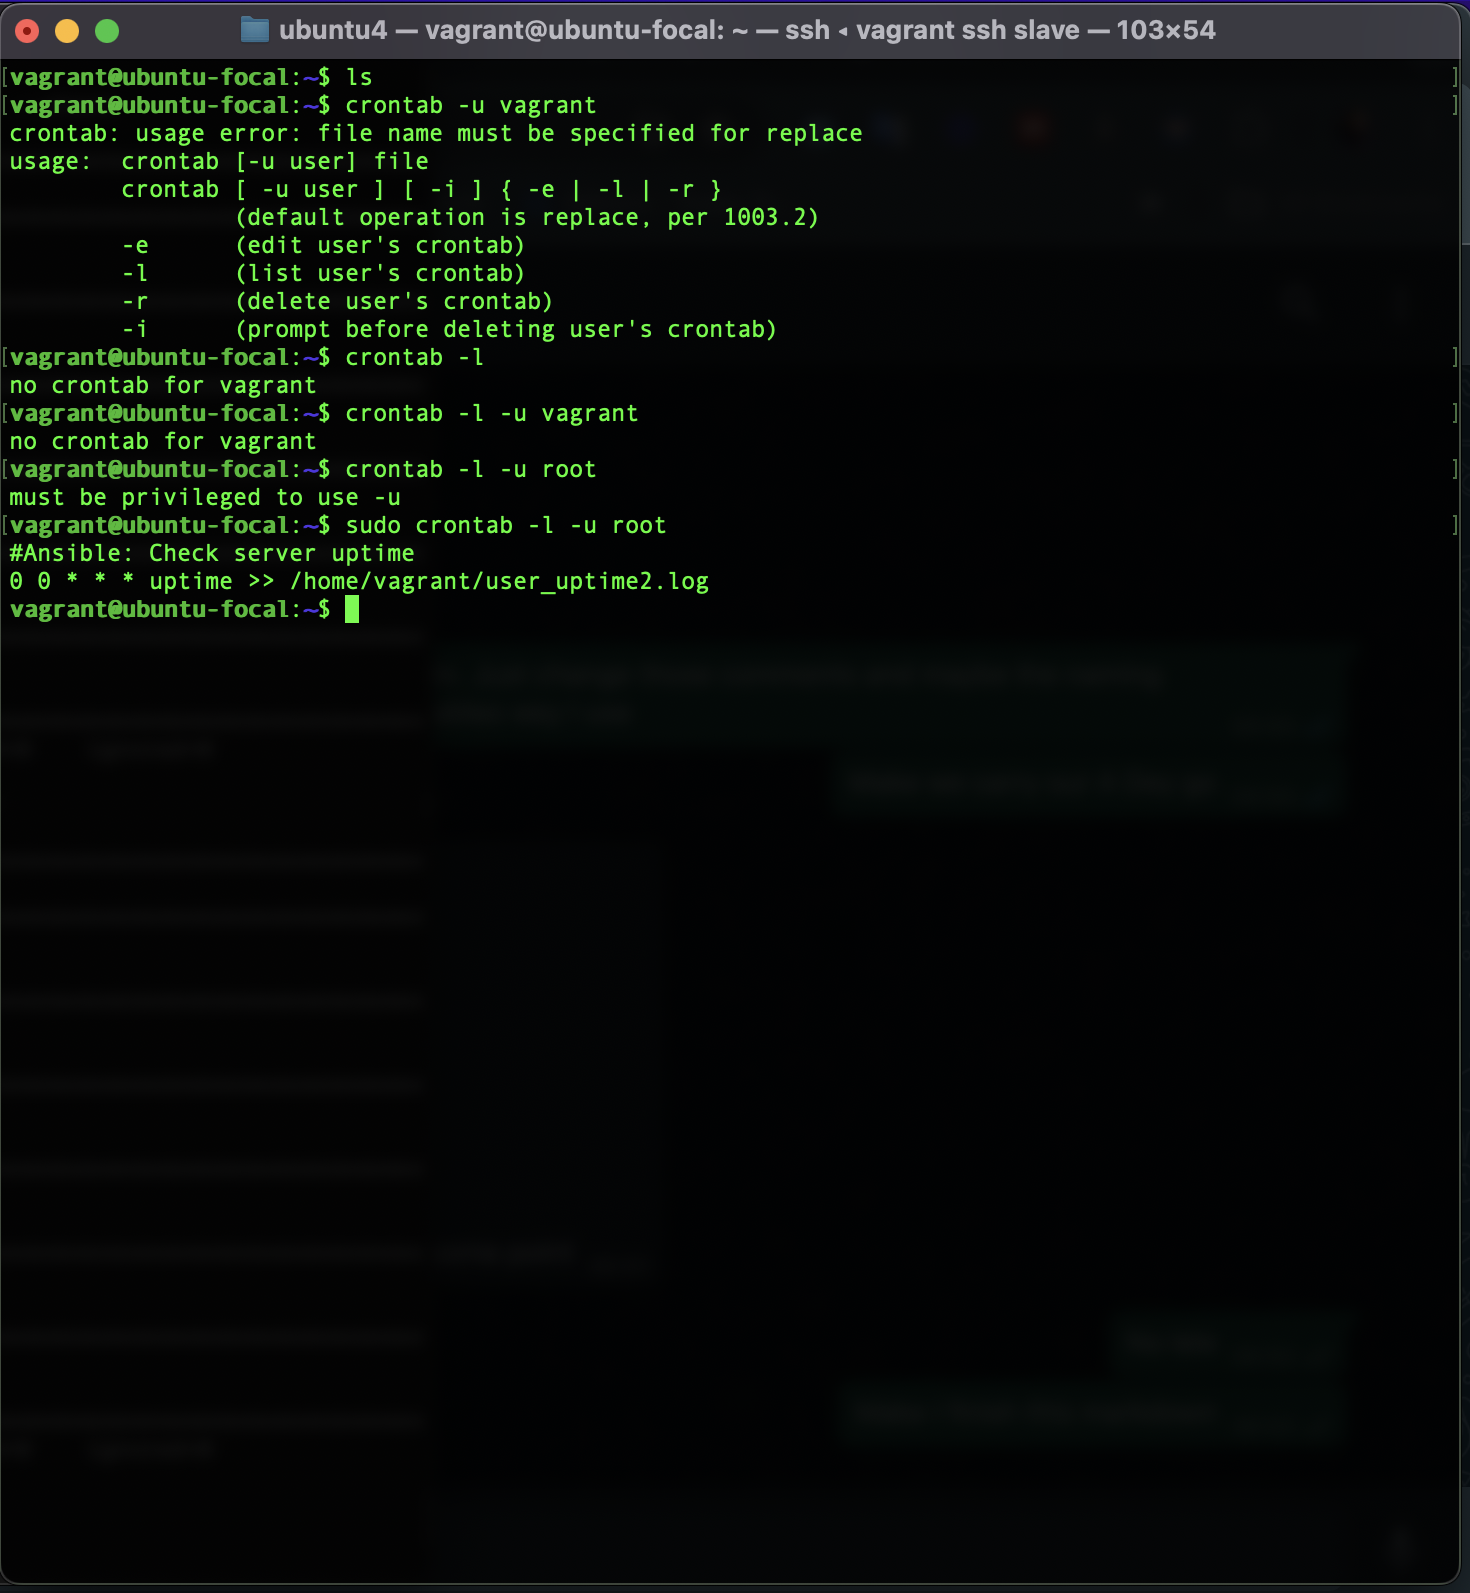 ubuntu4 — vagrant@ubuntu-focal: ~ — ssh ◂ vagrant ssh slave — 103×54
[vagrant@ubuntu-focal:~$ ls ]
[vagrant@ubuntu-focal:~$ crontab -u vagrant ]
crontab: usage error: file name must be specified for replace
usage:  crontab [-u user] file
        crontab [ -u user ] [ -i ] { -e | -l | -r }
                (default operation is replace, per 1003.2)
        -e      (edit user's crontab)
        -l      (list user's crontab)
        -r      (delete user's crontab)
        -i      (prompt before deleting user's crontab)
[vagrant@ubuntu-focal:~$ crontab -l ]
no crontab for vagrant
[vagrant@ubuntu-focal:~$ crontab -l -u vagrant ]
no crontab for vagrant
[vagrant@ubuntu-focal:~$ crontab -l -u root ]
must be privileged to use -u
[vagrant@ubuntu-focal:~$ sudo crontab -l -u root ]
#Ansible: Check server uptime
0 0 * * * uptime >> /home/vagrant/user_uptime2.log
vagrant@ubuntu-focal:~$